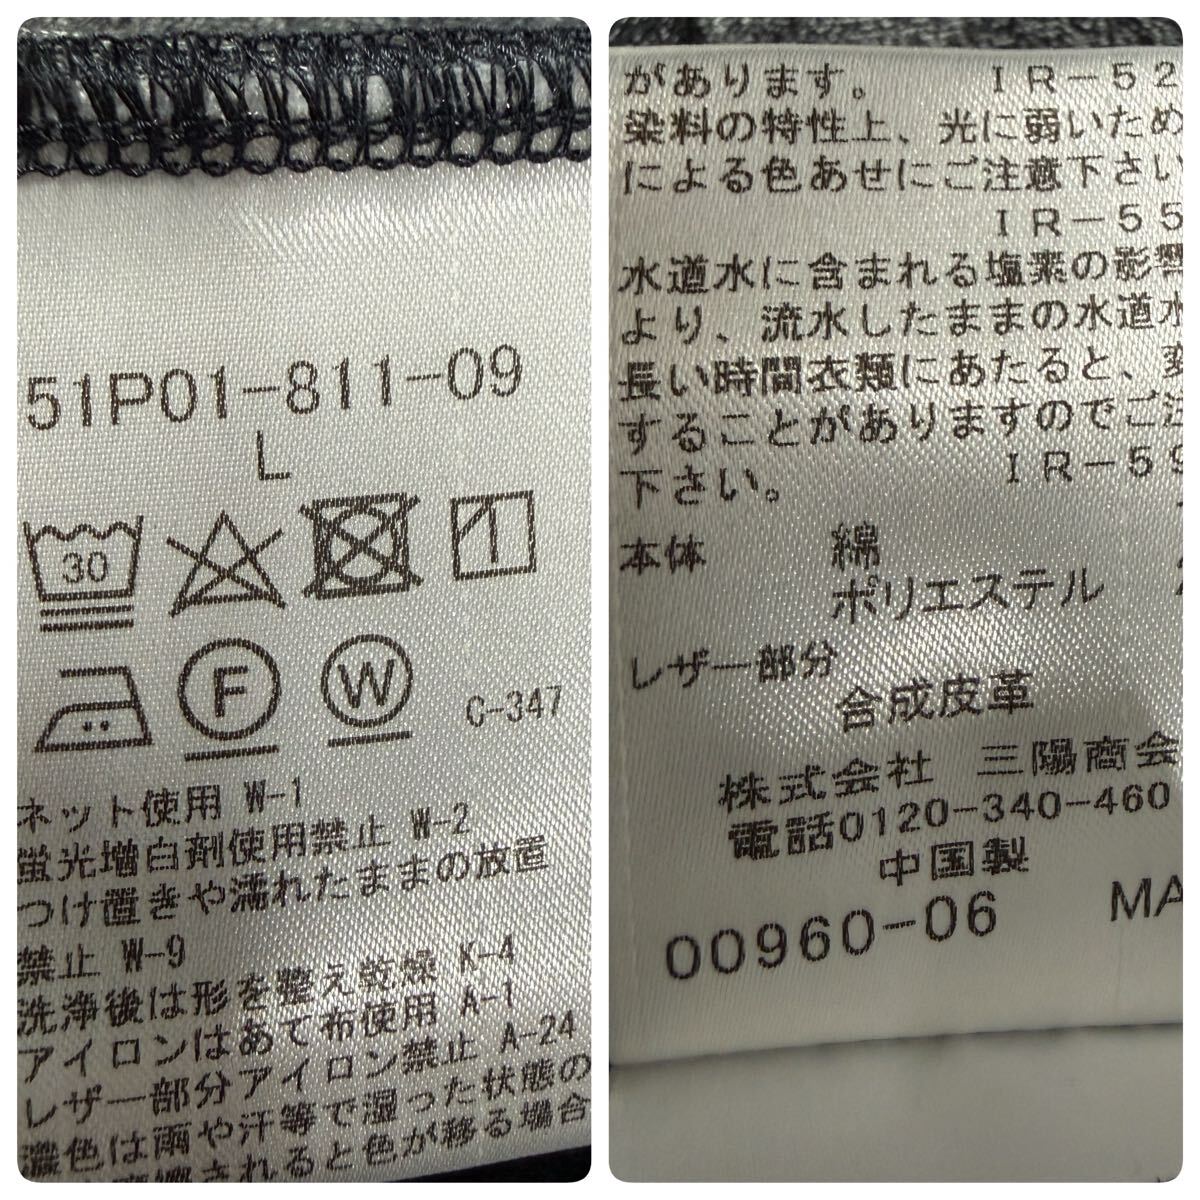 51P01-811-09
L
30
F W C-347
ネット使用 W-1
蛍光増白剤使用禁止 W-2
つけ置きや濡れたままの放置
禁止 W-9
洗浄後は形を整え乾燥 K-4
アイロンはあて布使用 A-1
レザー部分アイロン禁止 A-24
濃色は雨や汗等で湿った状態の
されると色が移る場合
があります。 IR-52
染料の特性上、光に弱いため
による色あせにご注意下さい
IR-55
水道水に含まれる塩素の影響
より、流水したままの水道水
長い時間衣類にあたると、変
することがありますのでご注
下さい。 IR-59
本体 綿
ポリエステル
レザー部分
合成皮革
株式会社 三陽商会
電話0120-340-460
中国製
00960-06 MA